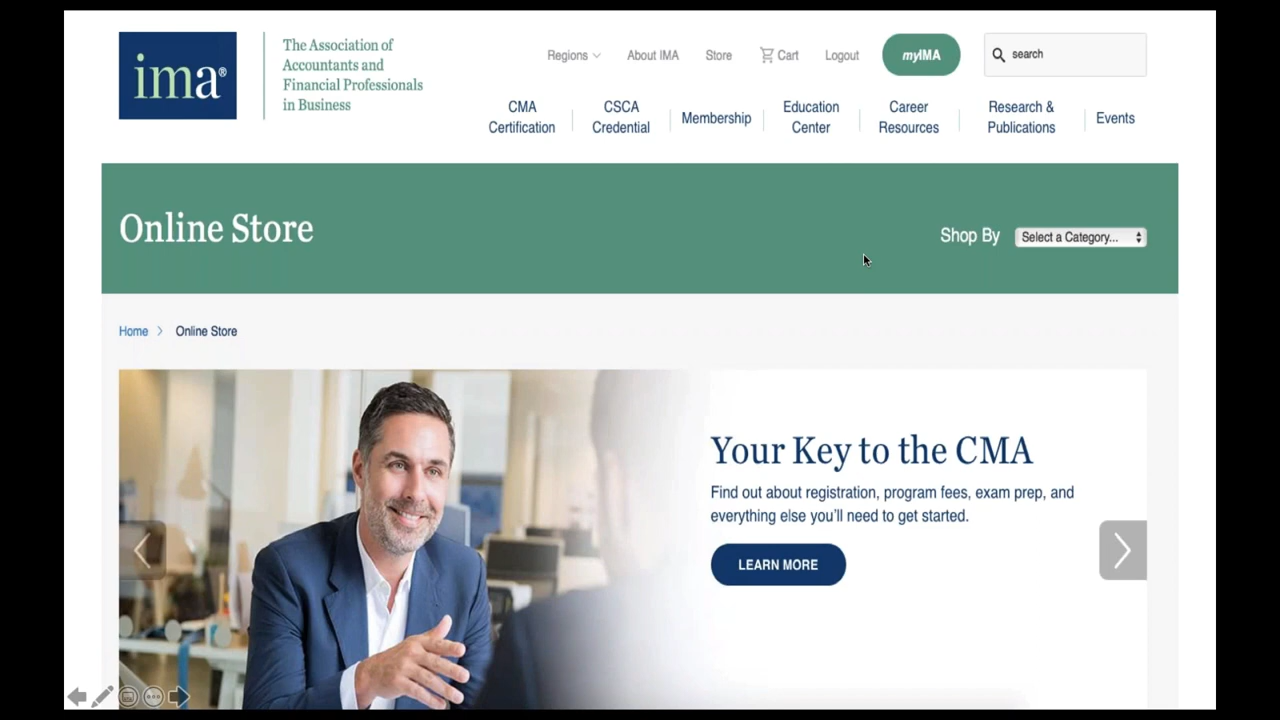 ima®
The Association of
Accountants and
Financial Professionals
in Business
Regions
About IMA
Store
Cart
Logout
myIMA
search
CMA
Certification
CSCA
Credential
Membership
Education
Center
Career
Resources
Research &
Publications
Events
Online Store
Shop By
Select a Category...
Home
Online Store
Your Key to the CMA
Find out about registration, program fees, exam prep, and
everything else you'll need to get started.
LEARN MORE